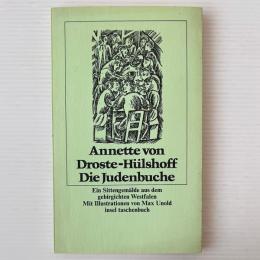 Annette von
Droste-Hülshoff
Die Judenbuche
Ein Sittengemälde aus dem
gebirgichten Westfalen
Mit Illustrationen von Max Unold
insel taschenbuch